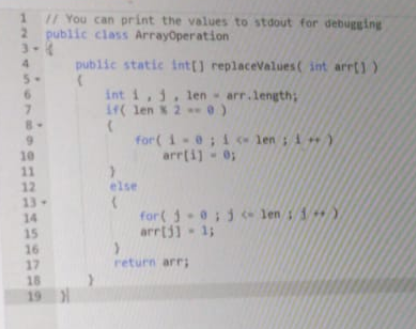 1 // You can print the values to stdout for debugging
2 public class ArrayOperation
3 {
4 public static int[] replaceValues( int arr[] )
5 {
6 int i , j , len = arr.length;
7 if( len % 2 == 0 )
8 {
9 for( i = 0 ; i <= len ; i ++ )
10 arr[i] = 0;
11 }
12 else
13 {
14 for( j = 0 ; j <= len ; j ++ )
15 arr[j] = 1;
16 }
17 return arr;
18 }
19 }